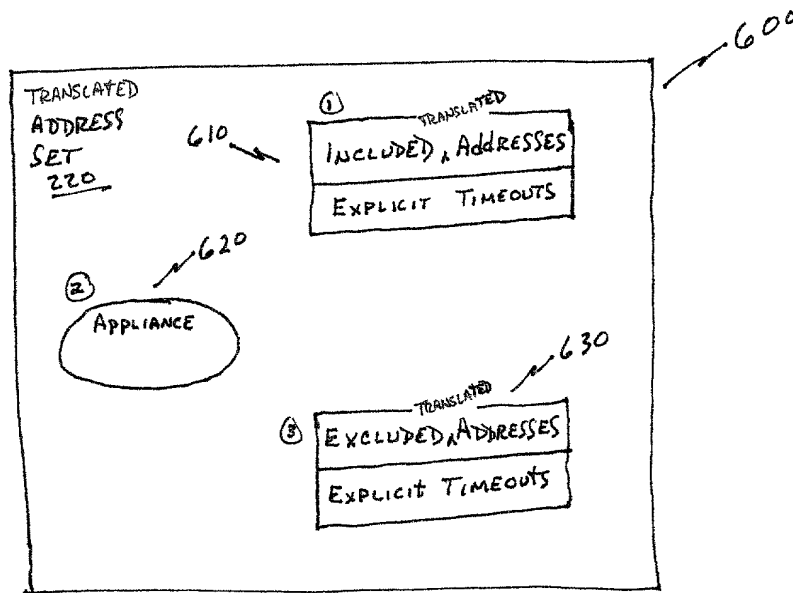 600
TRANSLATED
ADDRESS
SET
220
610
①
TRANSLATED
INCLUDED ADDRESSES
EXPLICIT TIMEOUTS
620
②
APPLIANCE
630
③
TRANSLATED
EXCLUDED ADDRESSES
EXPLICIT TIMEOUTS